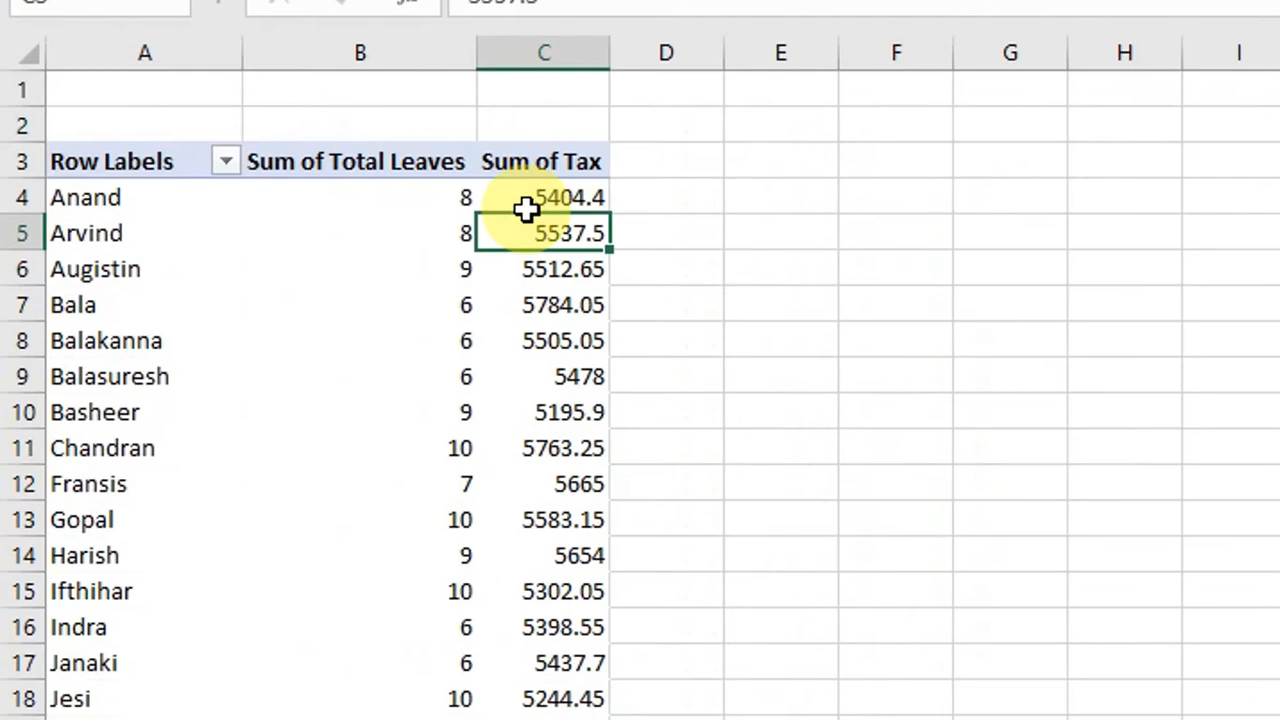 A B C D E F G H I
1
2
3 Row Labels Sum of Total Leaves Sum of Tax
4 Anand 8 5404.4
5 Arvind 8 5537.5
6 Augistin 9 5512.65
7 Bala 6 5784.05
8 Balakanna 6 5505.05
9 Balasuresh 6 5478
10 Basheer 9 5195.9
11 Chandran 10 5763.25
12 Fransis 7 5665
13 Gopal 10 5583.15
14 Harish 9 5654
15 Ifthihar 10 5302.05
16 Indra 6 5398.55
17 Janaki 6 5437.7
18 Jesi 10 5244.45